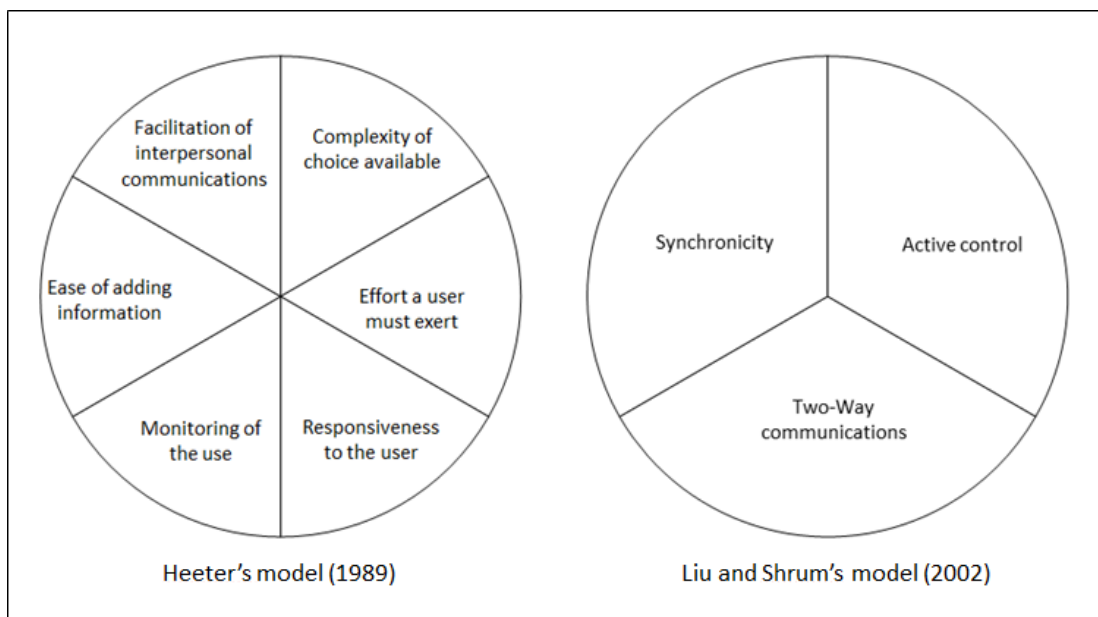 Facilitation of
interpersonal
communications
Complexity of
choice available
Ease of adding
information
Effort a user
must exert
Monitoring of
the use
Responsiveness
to the user
Heeter's model (1989)
Synchronicity
Active control
Two-Way
communications
Liu and Shrum's model (2002)